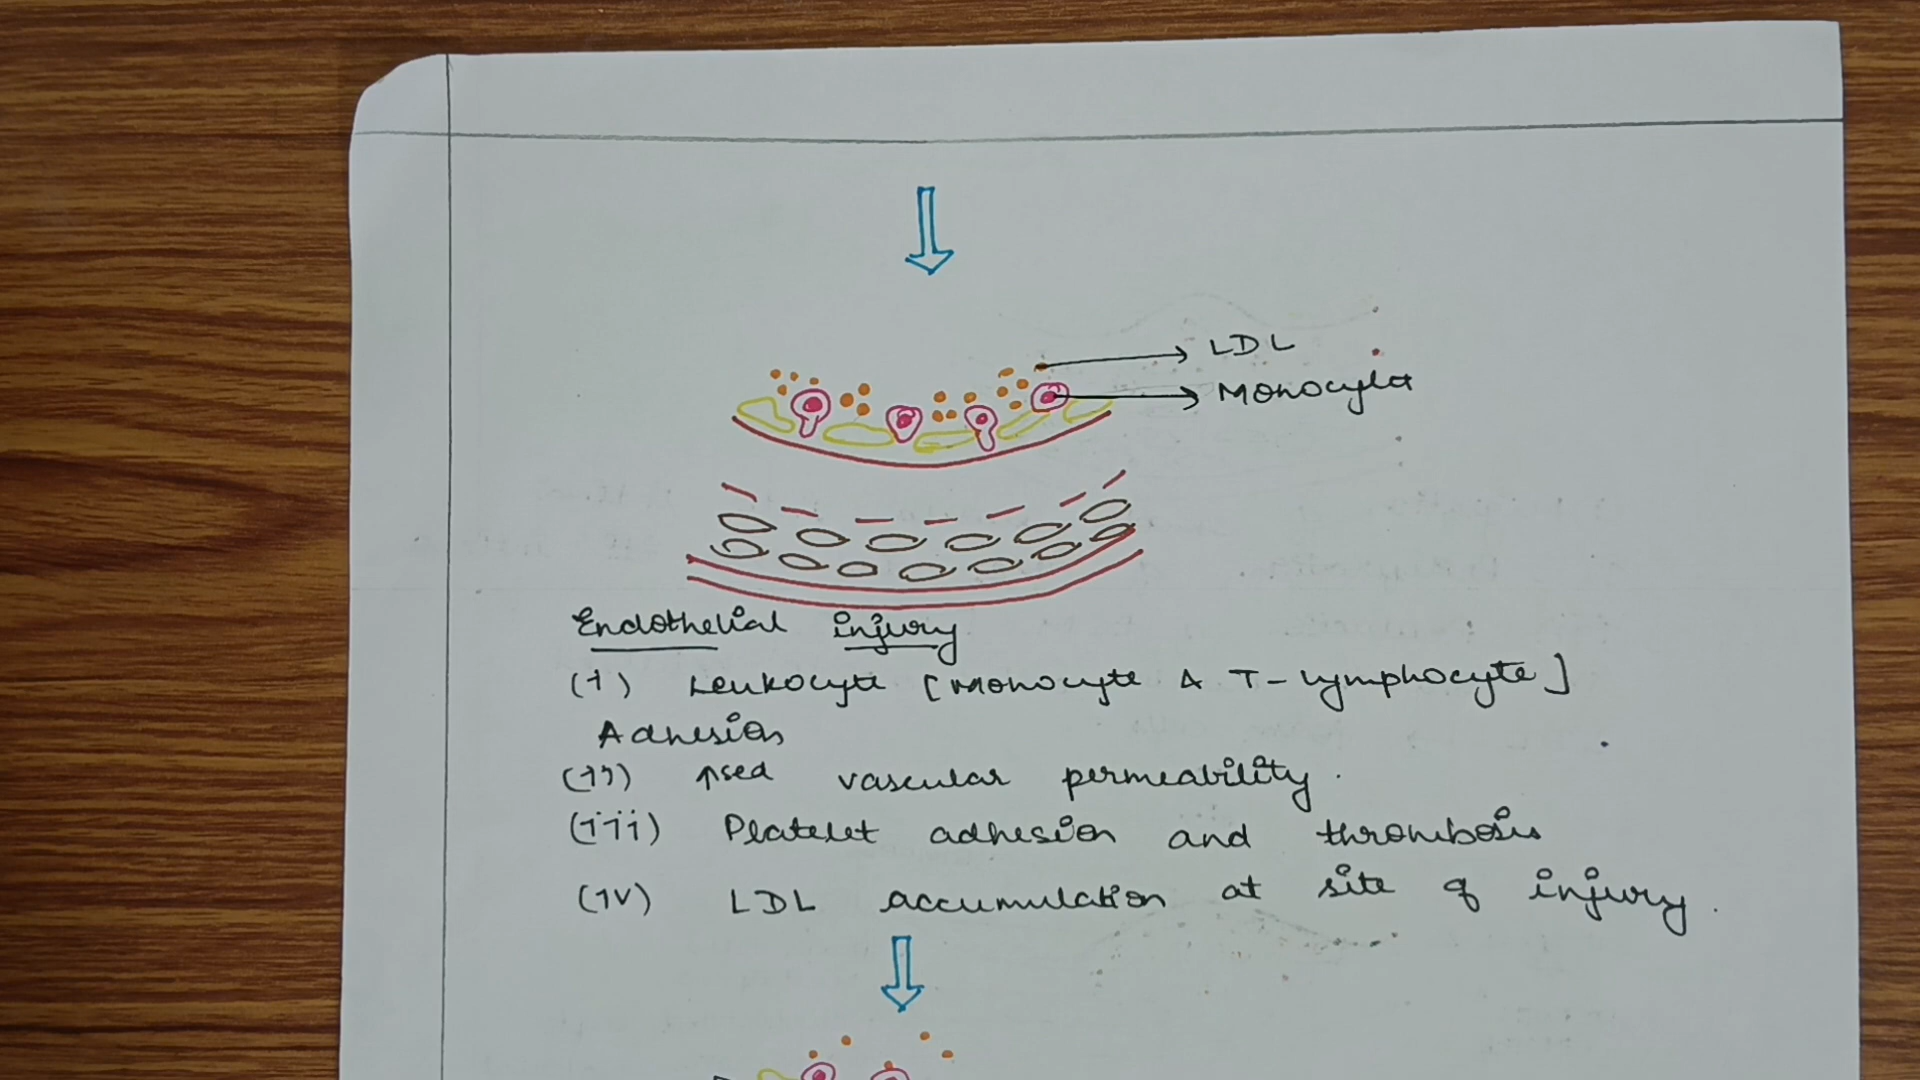 LDL
Monocyte
Endothelial injury
(i) Leukocyte [Monocyte & T-lymphocyte]
Adhesion
(ii) ↑sed vascular permeability.
(iii) Platelet adhesion and thrombosis
(iv) LDL accumulation at site of injury.